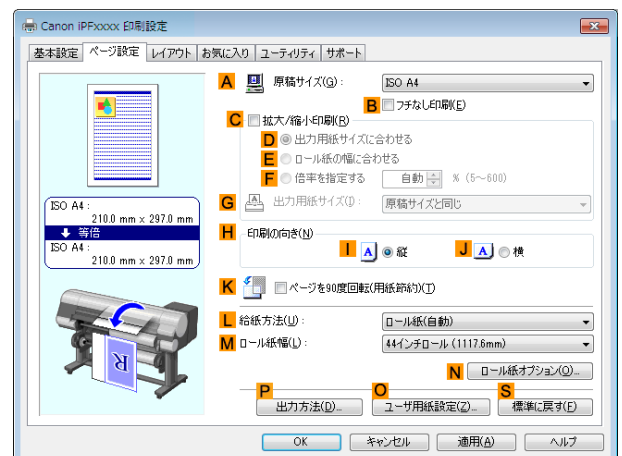 Canon iPFxxxx 印刷設定
基本設定 ページ設定 レイアウト お気に入り ユーティリティ サポート
A 原稿サイズ(G): ISO A4
B フチなし印刷(E)
C 拡大/縮小印刷(R)
D 出力用紙サイズに合わせる
E ロール紙の幅に合わせる
F 倍率を指定する 自動 % (5～600)
G 出力用紙サイズ(I): 原稿サイズと同じ
ISO A4:
210.0 mm x 297.0 mm
等倍
ISO A4:
210.0 mm x 297.0 mm
H 印刷の向き(N)
I A 縦 J A 横
K ページを90度回転(用紙節約)(T)
L 給紙方法(U): ロール紙(自動)
M ロール紙幅(L): 44インチロール (1117.6mm)
N ロール紙オプション(O)...
R
P O S
出力方法(D)... ユーザ用紙設定(Z)... 標準に戻す(F)
OK キャンセル 適用(A) ヘルプ